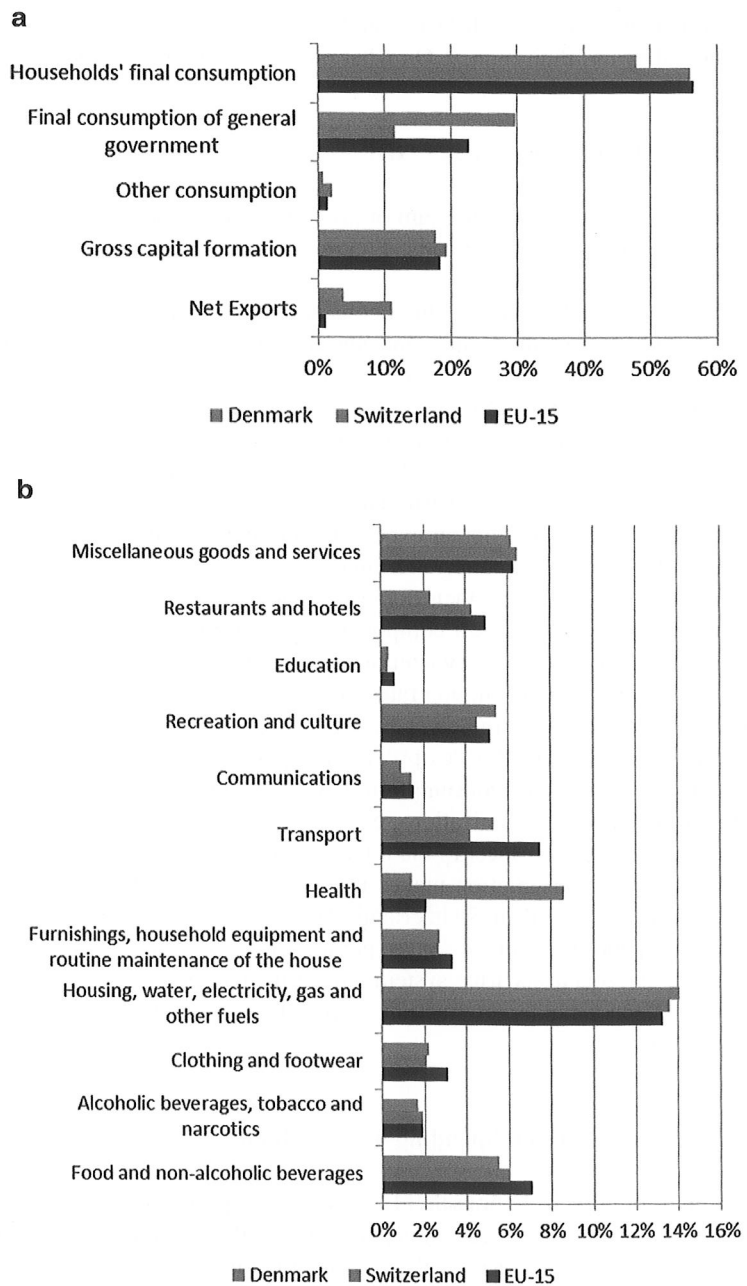 a
Households' final consumption
Final consumption of general
government
Other consumption
Gross capital formation
Net Exports
0% 10% 20% 30% 40% 50% 60%
Denmark Switzerland EU-15
b
Miscellaneous goods and services
Restaurants and hotels
Education
Recreation and culture
Communications
Transport
Health
Furnishings, household equipment and
routine maintenance of the house
Housing, water, electricity, gas and
other fuels
Clothing and footwear
Alcoholic beverages, tobacco and
narcotics
Food and non-alcoholic beverages
0% 2% 4% 6% 8% 10% 12% 14% 16%
Denmark Switzerland EU-15